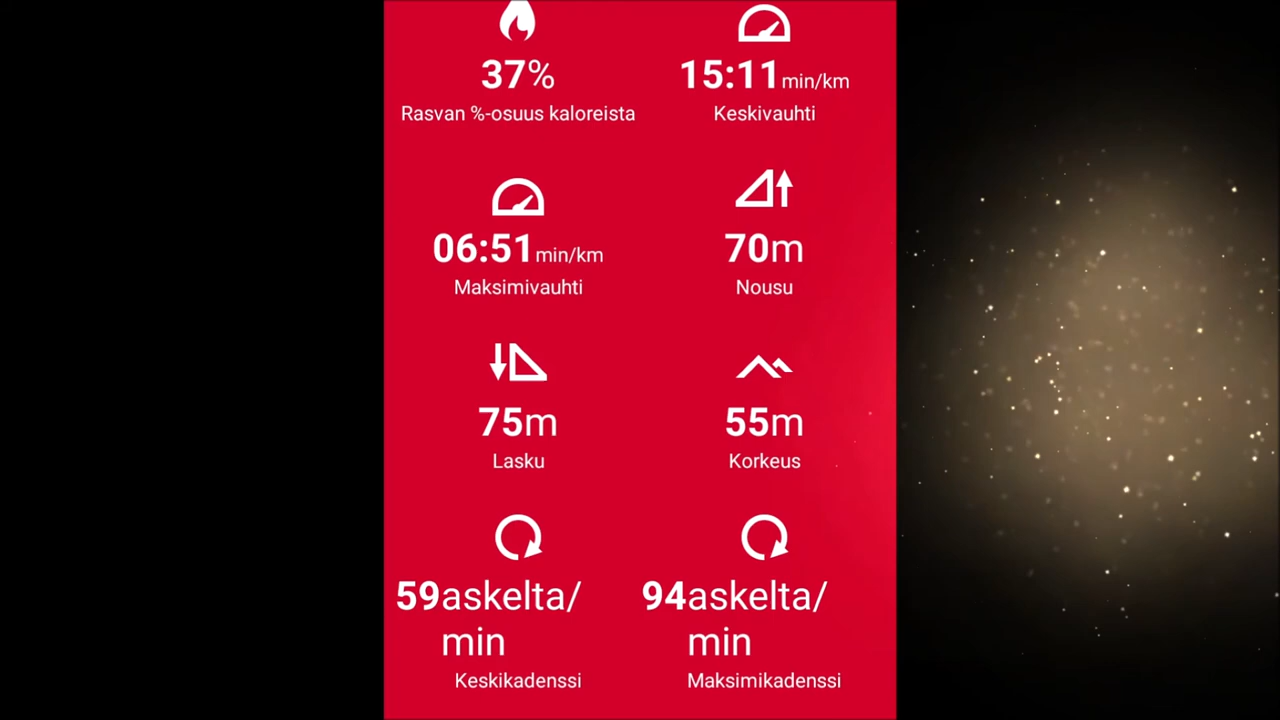 37%
Rasvan %-osuus kaloreista
15:11min/km
Keskivauhti
06:51min/km
Maksimivauhti
70m
Nousu
75m
Lasku
55m
Korkeus
59askelta/
min
Keskikadenssi
94askelta/
min
Maksimikadenssi